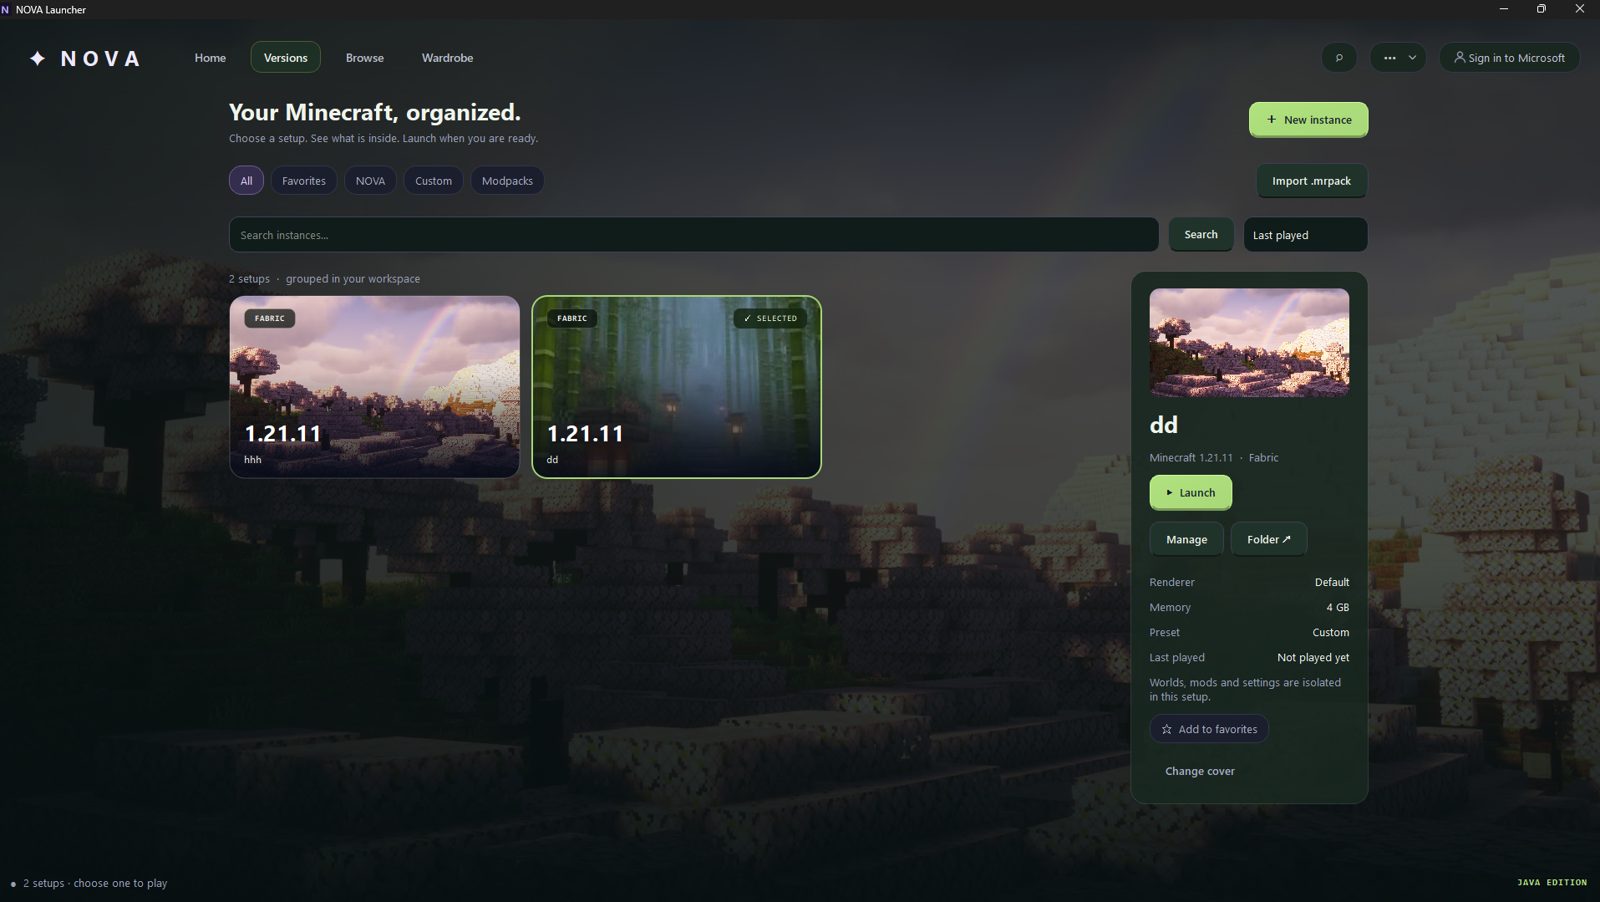 N NOVA Launcher
NOVA
Home
Versions
Browse
Wardrobe
Sign in to Microsoft
Your Minecraft, organized.
Choose a setup. See what is inside. Launch when you are ready.
+ New instance
All
Favorites
NOVA
Custom
Modpacks
Import .mrpack
Search instances...
Search
Last played
2 setups · grouped in your workspace
FABRIC
1.21.11
hhh
FABRIC
✓ SELECTED
1.21.11
dd
dd
Minecraft 1.21.11 · Fabric
Launch
Manage
Folder ↗
Renderer Default
Memory 4 GB
Preset Custom
Last played Not played yet
Worlds, mods and settings are isolated
in this setup.
☆ Add to favorites
Change cover
2 setups · choose one to play
JAVA EDITION